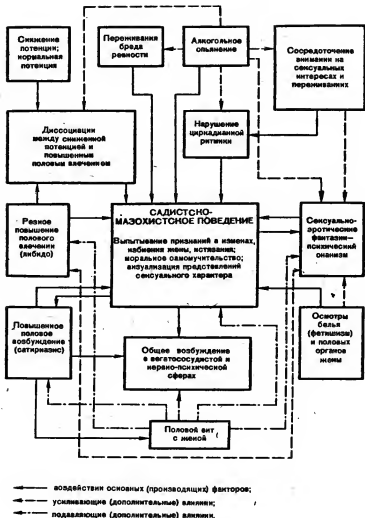 Снижение
потенции;
нормальная
потенция
Переживания
бреда
ревности
Алкогольное
опьянение
Сосредоточение
внимания на
сексуальных
интересах и
переживаниях
Диссоциация
между сниженной
потенцией и
повышенным
половым влечением
Нарушение
циркадианной
ритмики
Резкое
повышение
полового
влечения
(либидо)
САДИСТСКО-
МАЗОХИСТСКОЕ ПОВЕДЕНИЕ
Выпытывание признаний в изменах,
избиения жены, истязания;
моральное самомучительство;
визуализация представлений
сексуального характера
Сексуально-
эротические
фантазии—
психический
онанизм
Повышенное
половое
возбуждение
(сатириазис)
Общее возбуждение
в вегатососудистой и
нервно-психической
сферах
Осмотры
белья
(фетишизм)
и половых
органов
жены
Половой акт
с женой
воздействия основных (производящих) факторов;
усиливающие (дополнительные) влияния;
подавляющие (дополнительные) влияния.